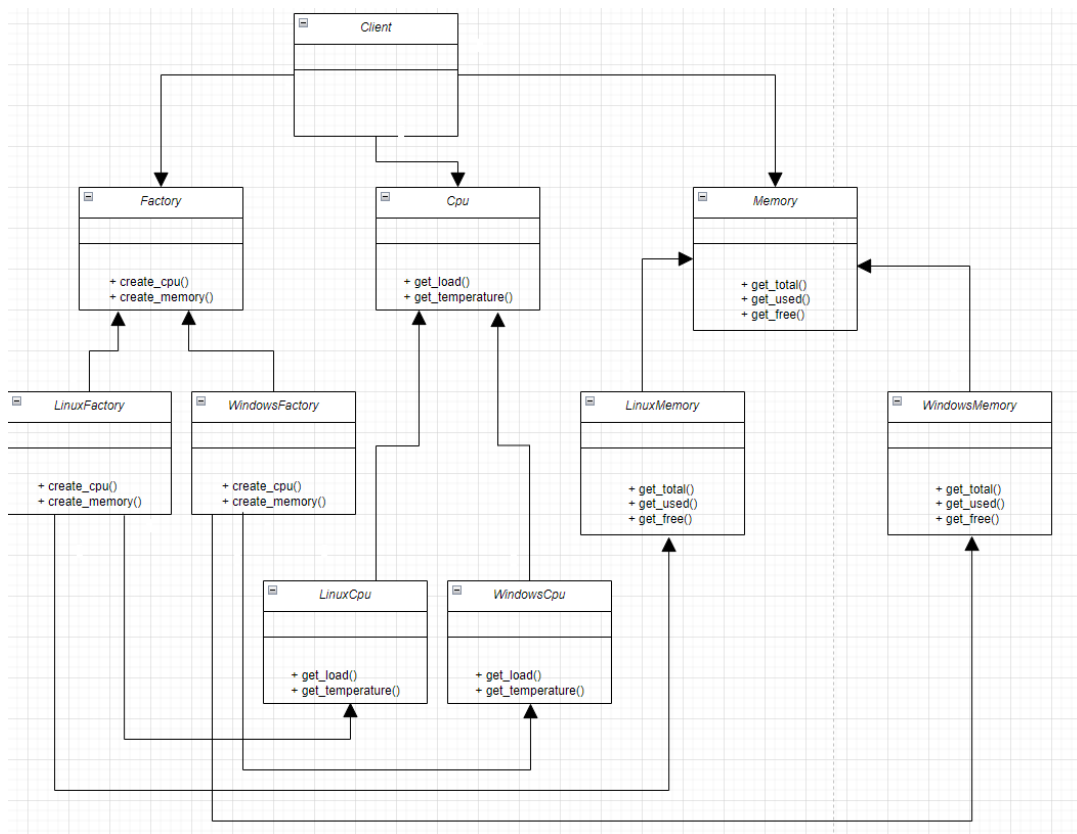 Client
Factory
+ create_cpu()
+ create_memory()
Cpu
+ get_load()
+ get_temperature()
Memory
+ get_total()
+ get_used()
+ get_free()
LinuxFactory
+ create_cpu()
+ create_memory()
WindowsFactory
+ create_cpu()
+ create_memory()
LinuxMemory
+ get_total()
+ get_used()
+ get_free()
WindowsMemory
+ get_total()
+ get_used()
+ get_free()
LinuxCpu
+ get_load()
+ get_temperature()
WindowsCpu
+ get_load()
+ get_temperature()